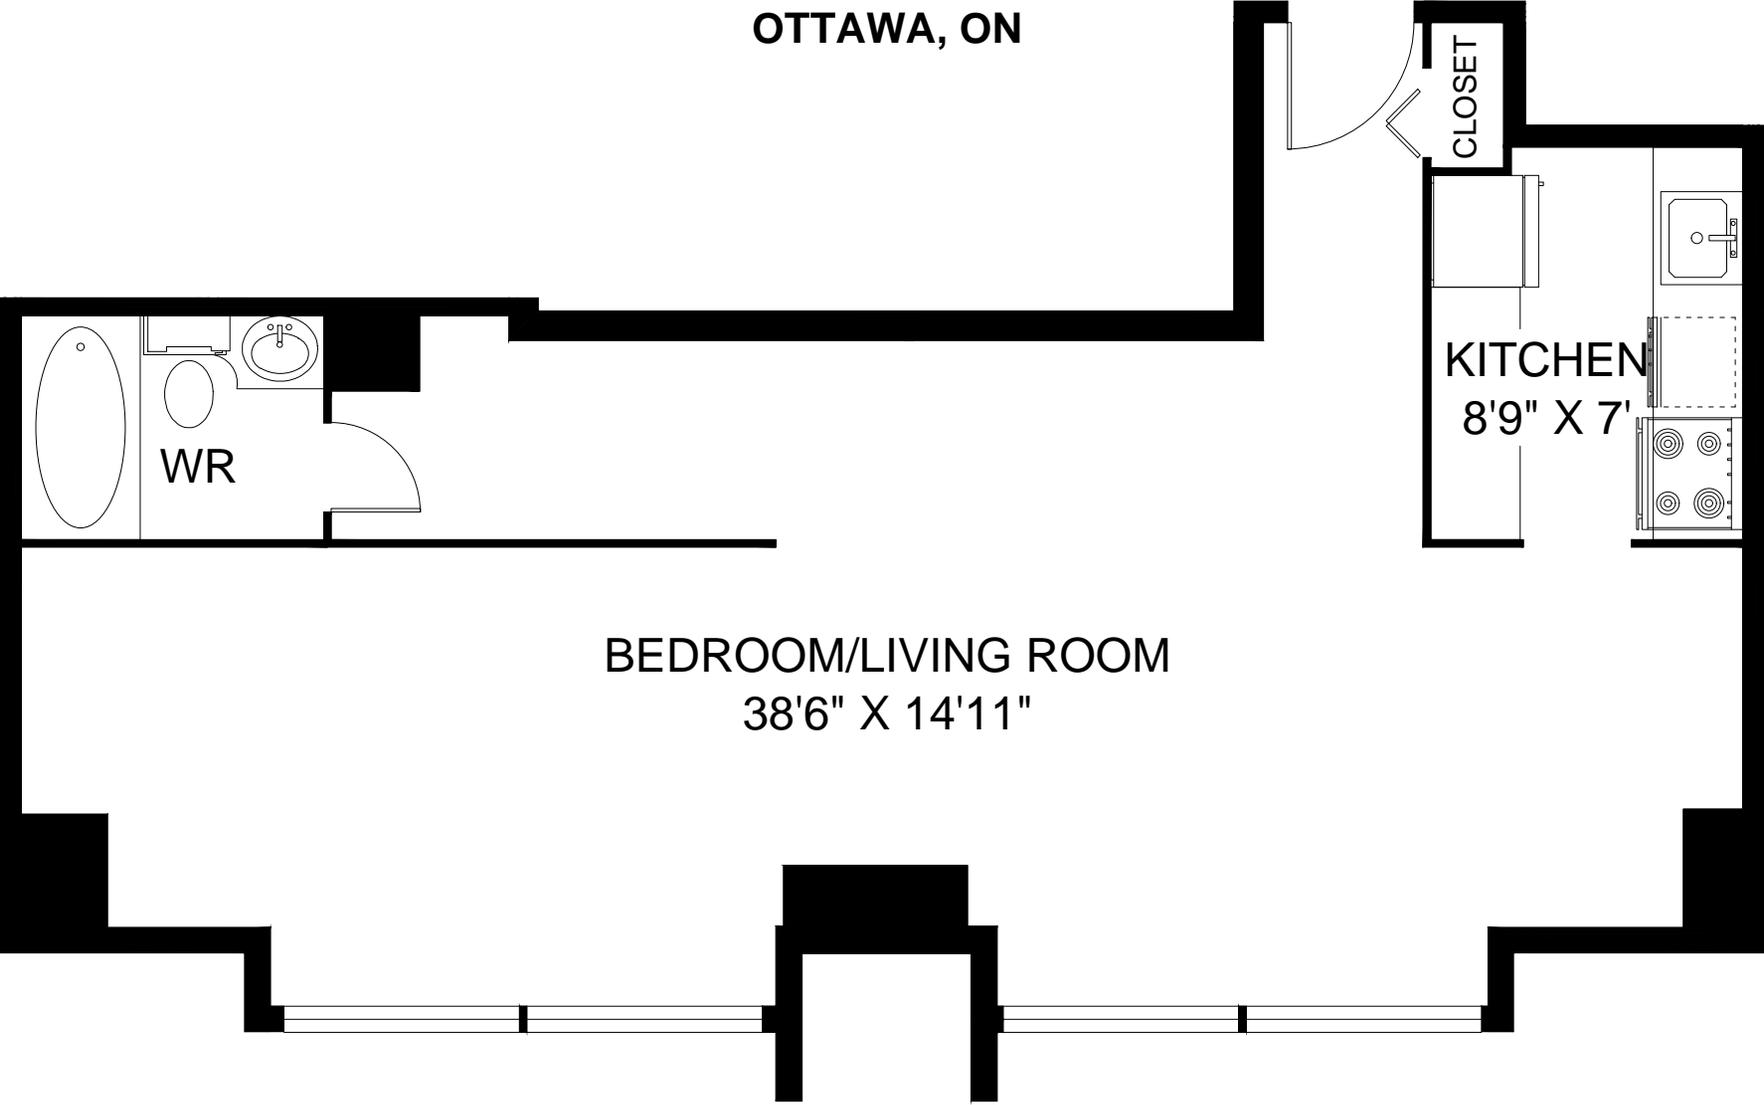 OTTAWA, ON
CLOSET
KITCHEN
8'9" X 7'
WR
BEDROOM/LIVING ROOM
38'6" X 14'11"